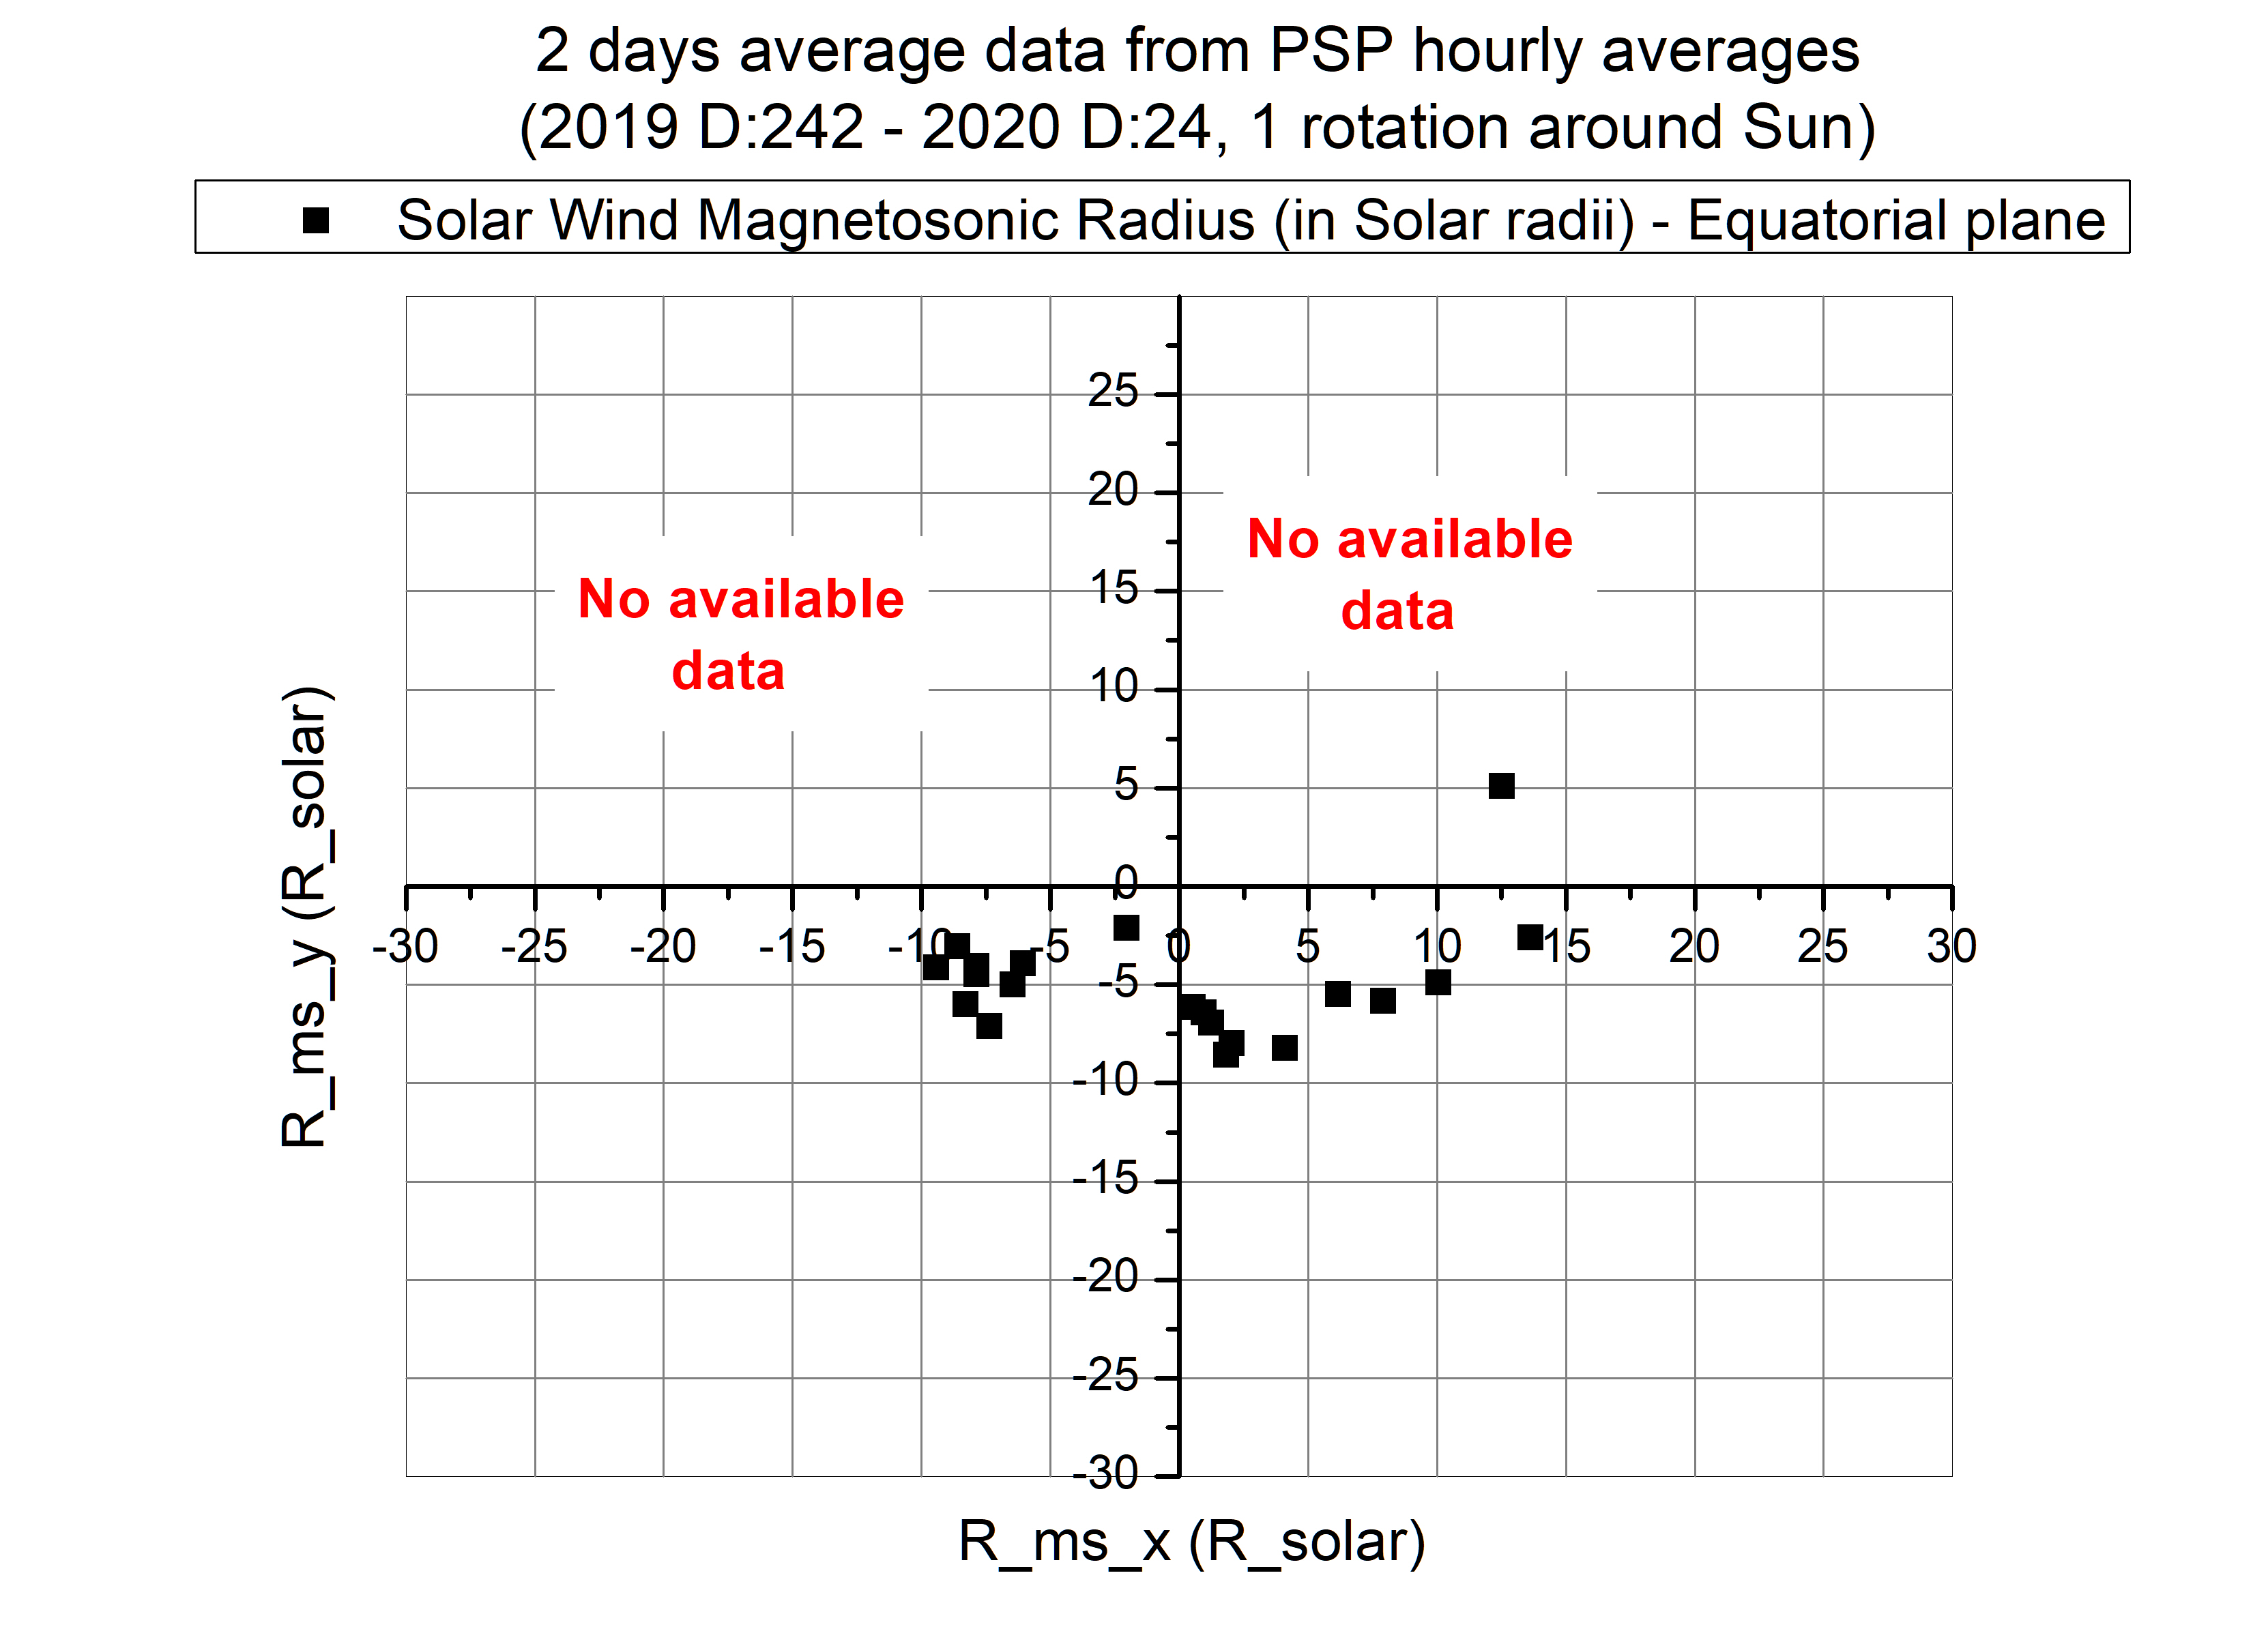 2 days average data from PSP hourly averages
(2019 D:242 - 2020 D:24, 1 rotation around Sun)
Solar Wind Magnetosonic Radius (in Solar radii) - Equatorial plane
25
20
No available
data
No available
data
15
10
5
0
-30 -25 -20 -15 -10 -5 0 5 10 15 20 25 30
-5
-10
-15
-20
-25
-30
R_ms_y (R_solar)
R_ms_x (R_solar)